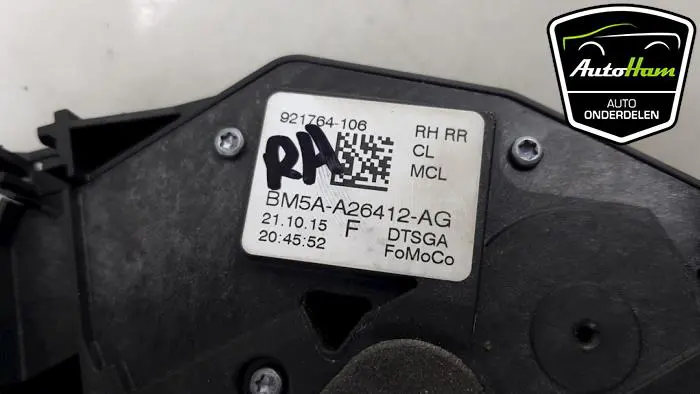 AutoHam
AUTO
ONDERDELEN
921764-106
RH RR
RH
CL
MCL
BM5A-A26412-AG
21.10.15 F DTSGA
20:45:52 FoMoCo